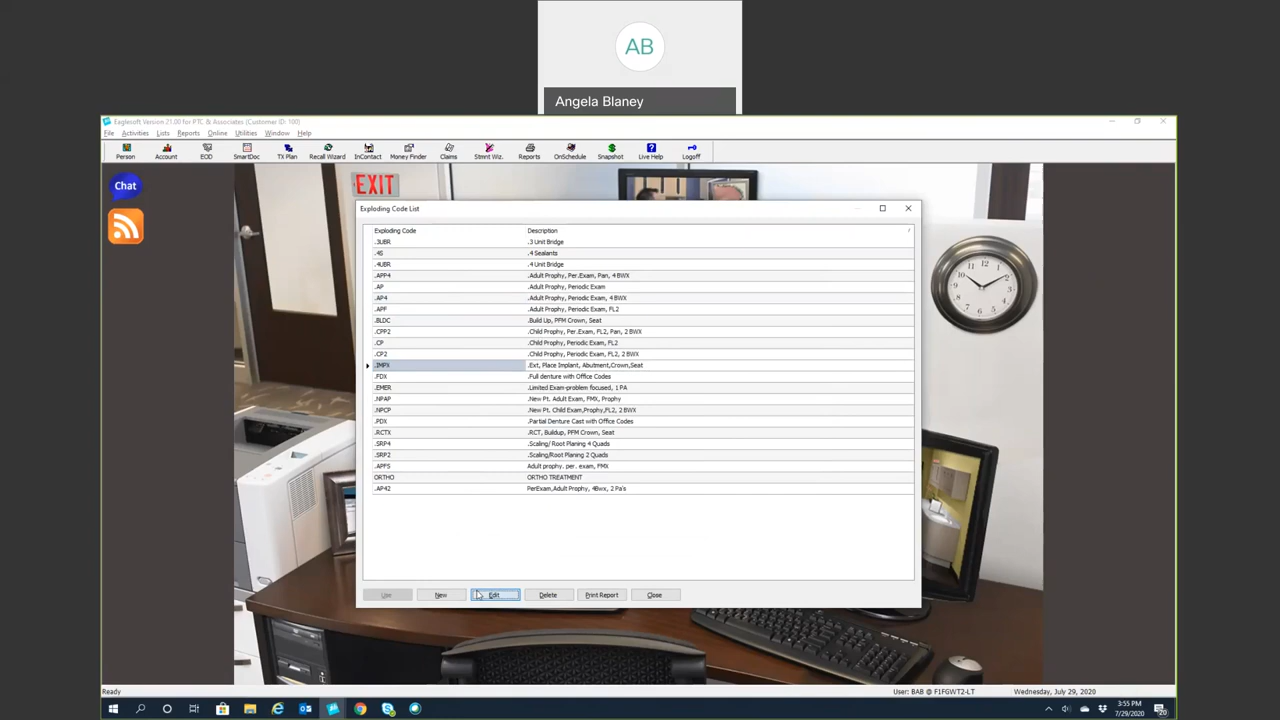 AB
Angela Blaney
Eaglesoft Version 21.00 for PTC & Associates (Customer ID: 100)
File Activities Lists Reports Online Utilities Window Help
Person Account EOD SmartDoc TX Plan Recall Wizard InContact Money Finder Claims Stmnt Wiz. Reports OnSchedule Snapshot Live Help Logoff
Chat
EXIT
Exploding Code List
Exploding Code Description
.3UBR .3 Unit Bridge
.4S .4 Sealants
.4UBR .4 Unit Bridge
.APP4 .Adult Prophy, Per.Exam, Pan, 4 BWX
.AP .Adult Prophy, Periodic Exam
.AP4 .Adult Prophy, Periodic Exam, 4 BWX
.APF .Adult Prophy, Periodic Exam, FL2
.BLDC .Build Up, PFM Crown, Seat
.CPP2 .Child Prophy, Per.Exam, FL2, Pan, 2 BWX
.CP .Child Prophy, Periodic Exam, FL2
.CP2 .Child Prophy, Periodic Exam, FL2, 2 BWX
.IMPX .Ext, Place Implant, Abutment,Crown,Seat
.FDX .Full denture with Office Codes
.EMER .Limited Exam-problem focused, 1 PA
.NPAP .New Pt. Adult Exam, FMX, Prophy
.NPCP .New Pt. Child Exam,Prophy,FL2, 2 BWX
.PDX .Partial Denture Cast with Office Codes
.RCTX .RCT, Buildup, PFM Crown, Seat
.SRP4 .Scaling/ Root Planing 4 Quads
.SRP2 .Scaling/Root Planing 2 Quads
.APFS Adult prophy. per. exam, FMX
ORTHO ORTHO TREATMENT
.AP42 PerExam,Adult Prophy, 4Bwx, 2 Pa's
Use New Edit Delete Print Report Close
Ready User: BAB @ F1FGWT2-LT Wednesday, July 29, 2020
3:55 PM
7/29/2020
20